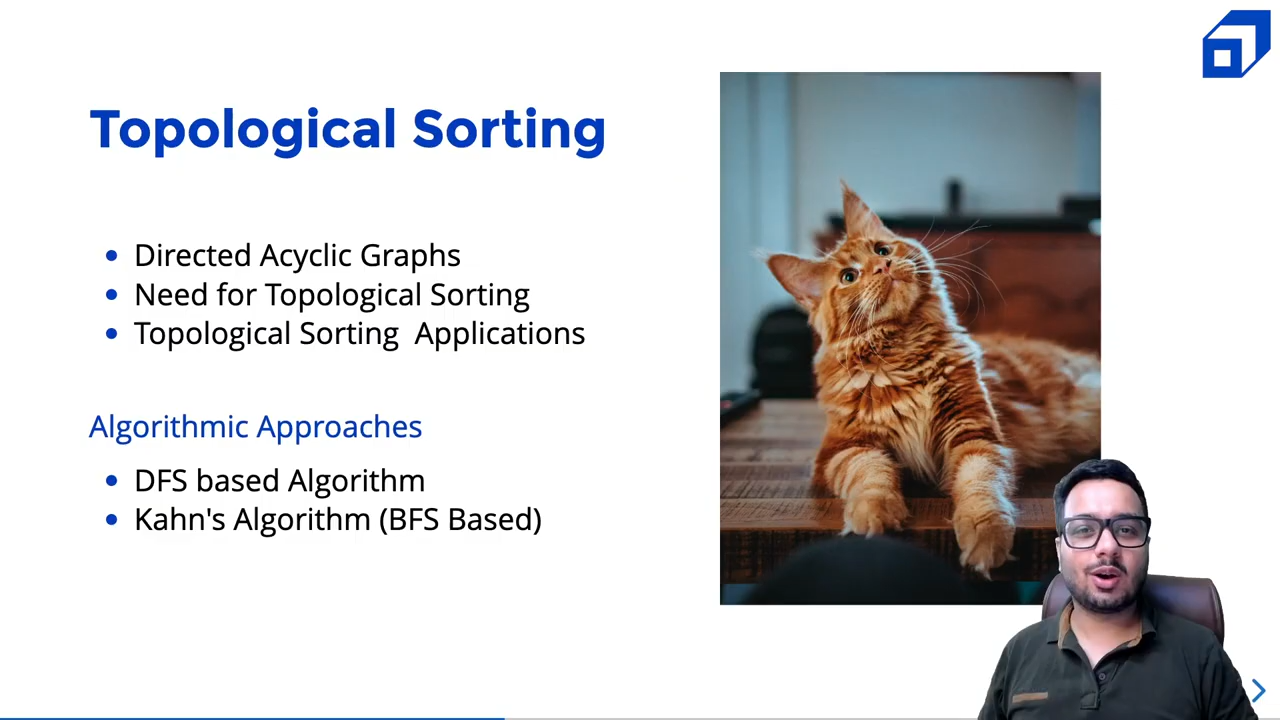 Topological Sorting
Directed Acyclic Graphs
Need for Topological Sorting
Topological Sorting  Applications
Algorithmic Approaches
DFS based Algorithm
Kahn's Algorithm (BFS Based)